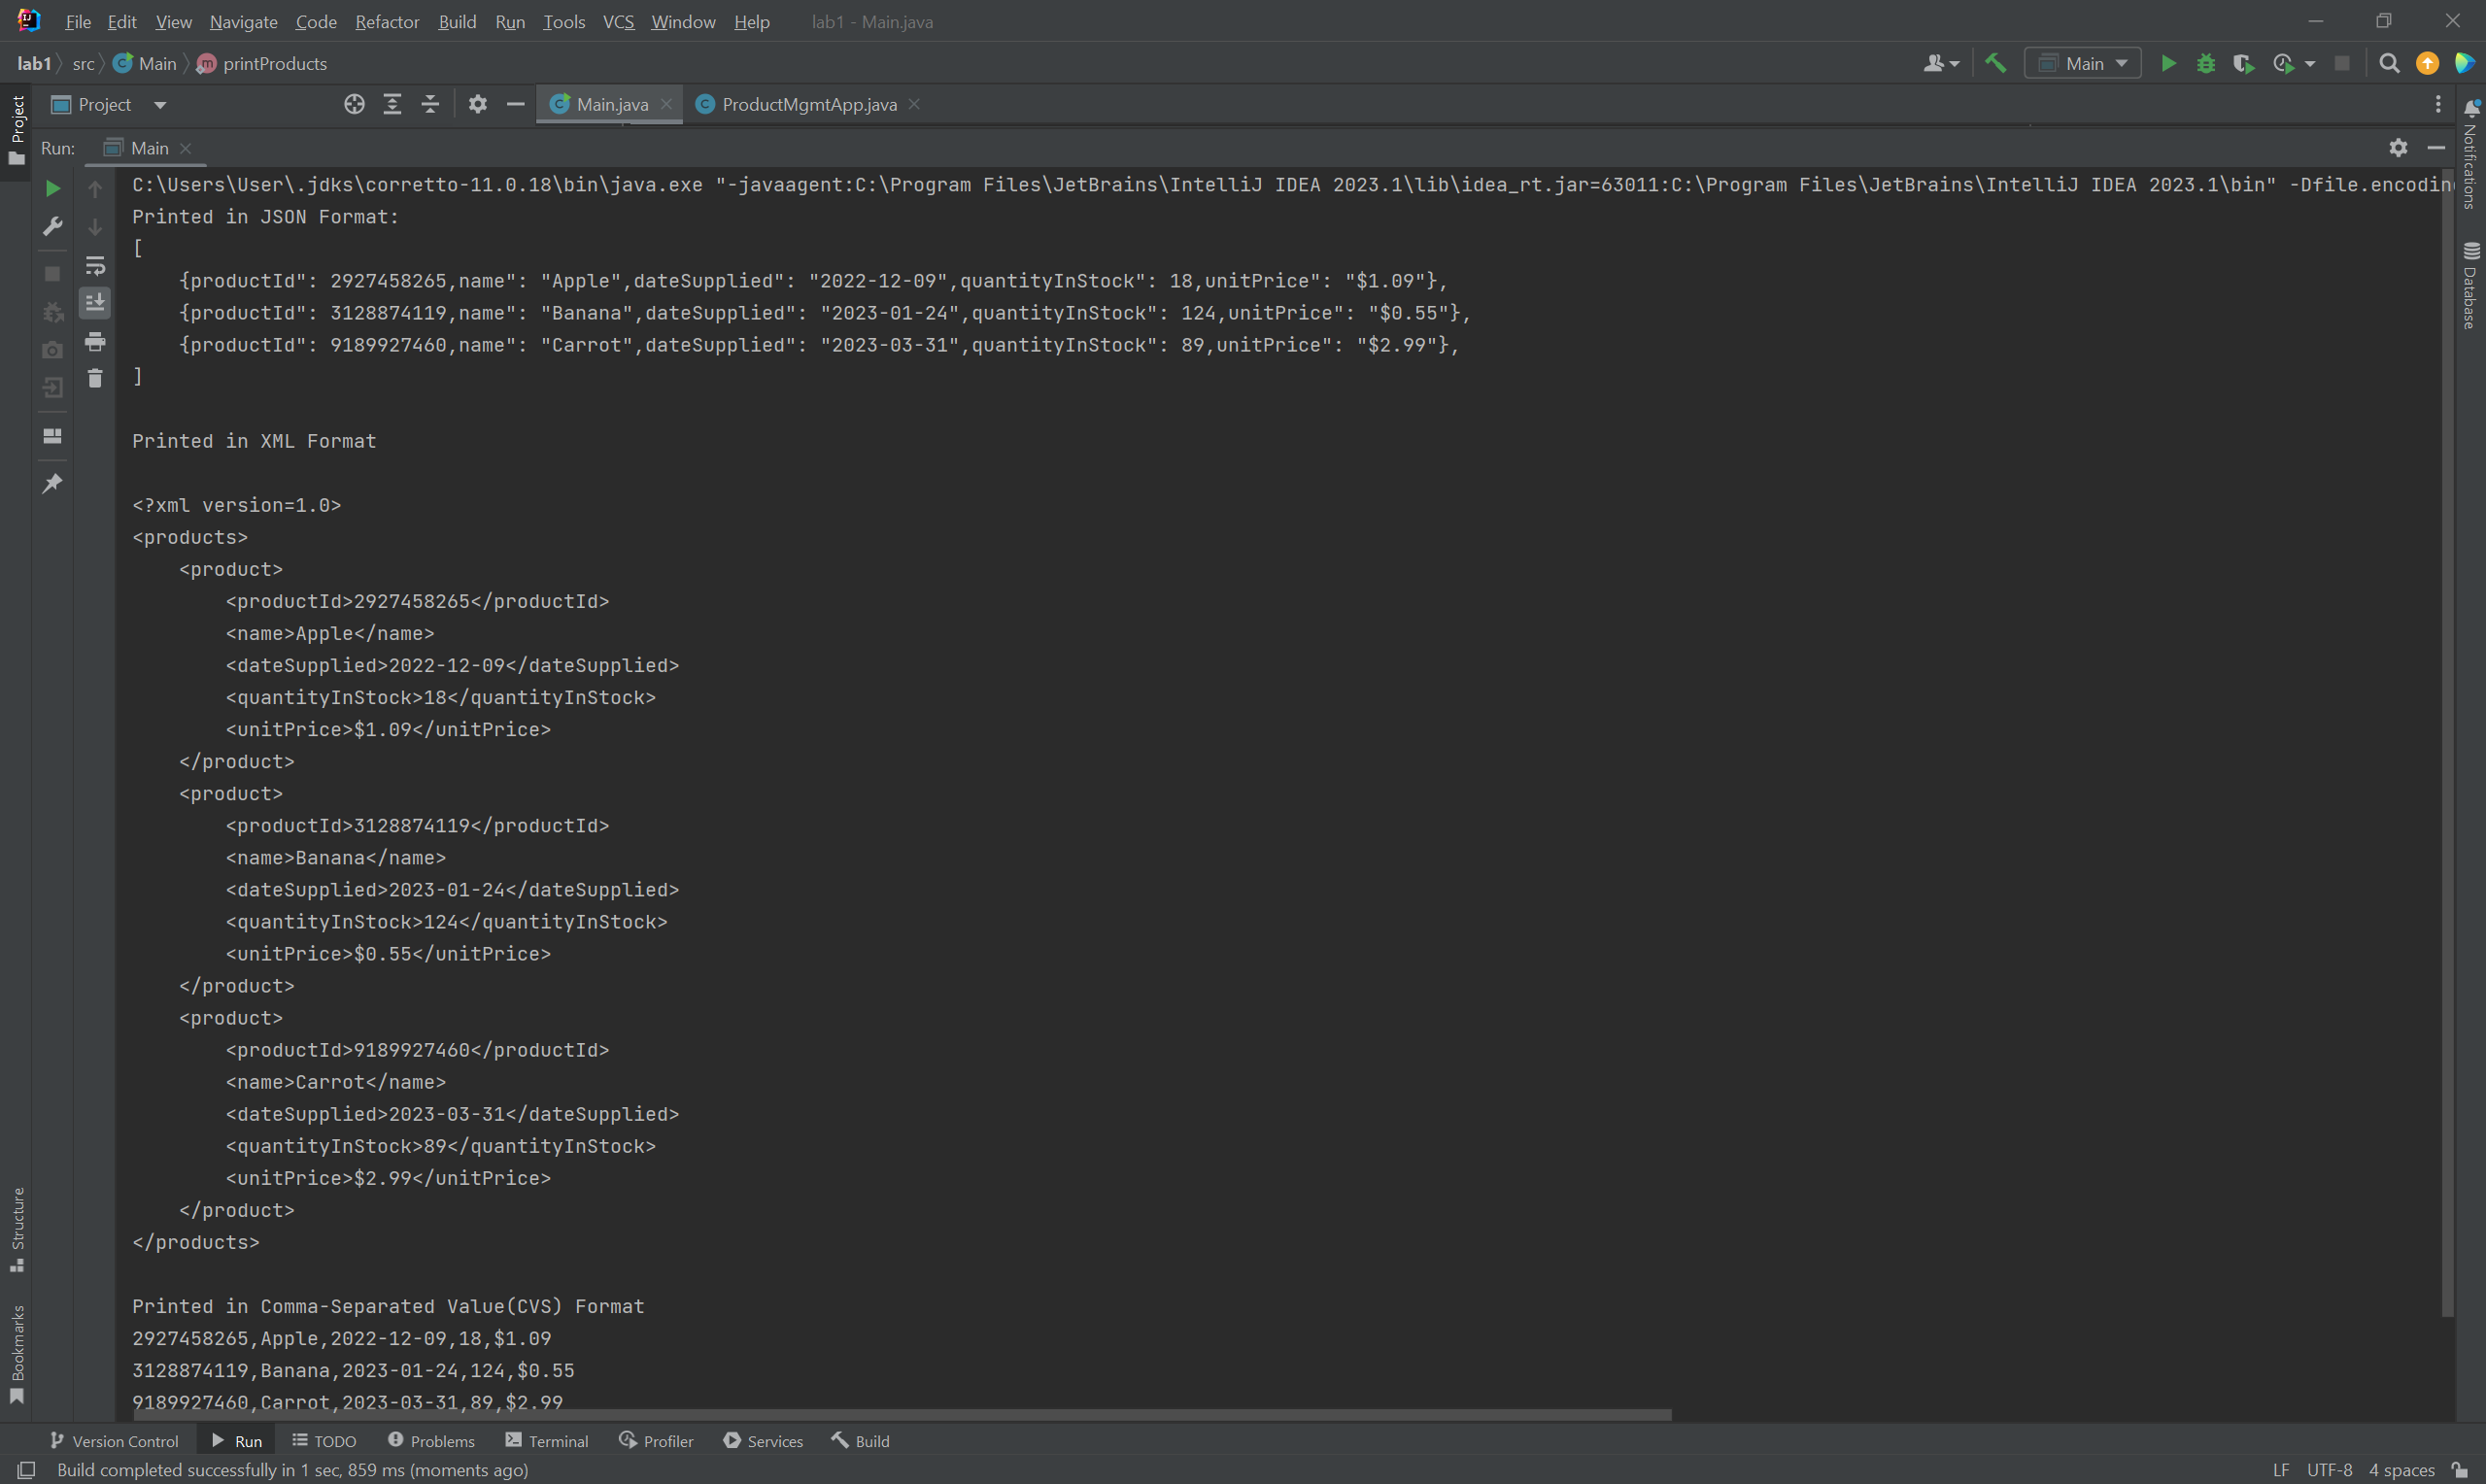 File Edit View Navigate Code Refactor Build Run Tools VCS Window Help lab1 - Main.java
lab1 src Main printProducts Main
Project Main.java ProductMgmtApp.java
Run: Main
C:\Users\User\.jdks\corretto-11.0.18\bin\java.exe "-javaagent:C:\Program Files\JetBrains\IntelliJ IDEA 2023.1\lib\idea_rt.jar=63011:C:\Program Files\JetBrains\IntelliJ IDEA 2023.1\bin" -Dfile.encodin
Printed in JSON Format:
[
    {productId": 2927458265,name": "Apple",dateSupplied": "2022-12-09",quantityInStock": 18,unitPrice": "$1.09"},
    {productId": 3128874119,name": "Banana",dateSupplied": "2023-01-24",quantityInStock": 124,unitPrice": "$0.55"},
    {productId": 9189927460,name": "Carrot",dateSupplied": "2023-03-31",quantityInStock": 89,unitPrice": "$2.99"},
]
Printed in XML Format
<?xml version=1.0>
<products>
    <product>
        <productId>2927458265</productId>
        <name>Apple</name>
        <dateSupplied>2022-12-09</dateSupplied>
        <quantityInStock>18</quantityInStock>
        <unitPrice>$1.09</unitPrice>
    </product>
    <product>
        <productId>3128874119</productId>
        <name>Banana</name>
        <dateSupplied>2023-01-24</dateSupplied>
        <quantityInStock>124</quantityInStock>
        <unitPrice>$0.55</unitPrice>
    </product>
    <product>
        <productId>9189927460</productId>
        <name>Carrot</name>
        <dateSupplied>2023-03-31</dateSupplied>
        <quantityInStock>89</quantityInStock>
        <unitPrice>$2.99</unitPrice>
    </product>
</products>
Printed in Comma-Separated Value(CVS) Format
2927458265,Apple,2022-12-09,18,$1.09
3128874119,Banana,2023-01-24,124,$0.55
9189927460,Carrot,2023-03-31,89,$2.99
Project
Structure
Bookmarks
Notifications
Database
Version Control Run TODO Problems Terminal Profiler Services Build
Build completed successfully in 1 sec, 859 ms (moments ago) LF UTF-8 4 spaces